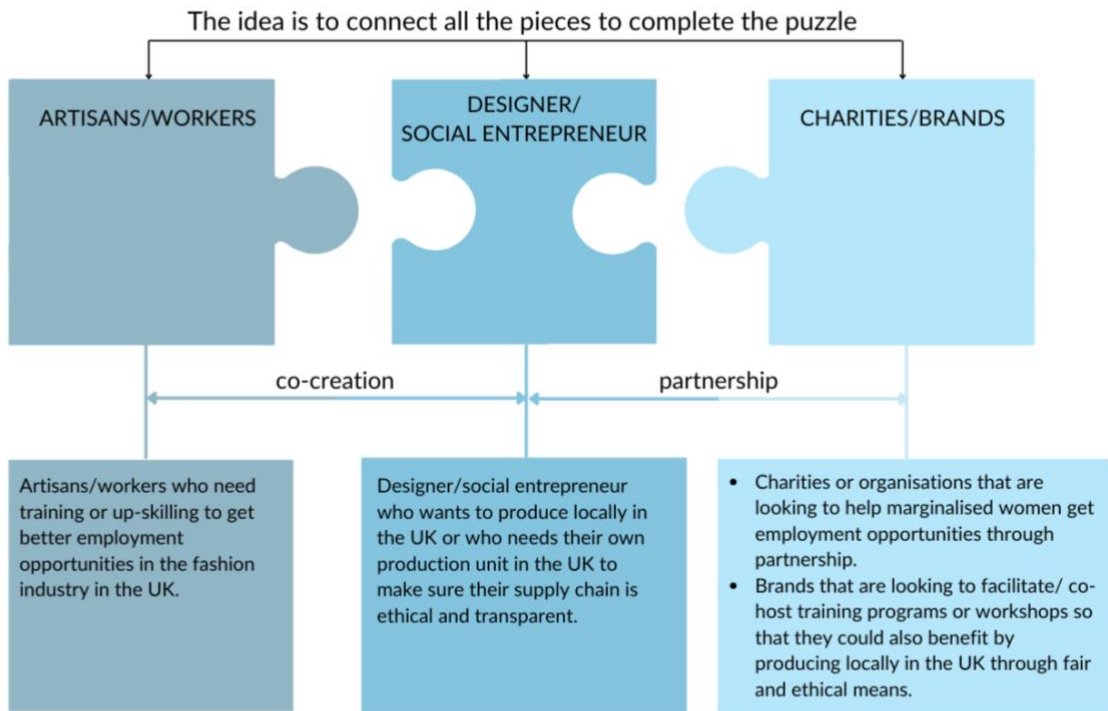 The idea is to connect all the pieces to complete the puzzle
ARTISANS/WORKERS
DESIGNER/
SOCIAL ENTREPRENEUR
CHARITIES/BRANDS
co-creation
partnership
Artisans/workers who need
training or up-skilling to get
better employment
opportunities in the fashion
industry in the UK.
Designer/social entrepreneur
who wants to produce locally in
the UK or who needs their own
production unit in the UK to
make sure their supply chain is
ethical and transparent.
• Charities or organisations that are
looking to help marginalised women get
employment opportunities through
partnership.
• Brands that are looking to facilitate/ co-
host training programs or workshops so
that they could also benefit by
producing locally in the UK through fair
and ethical means.